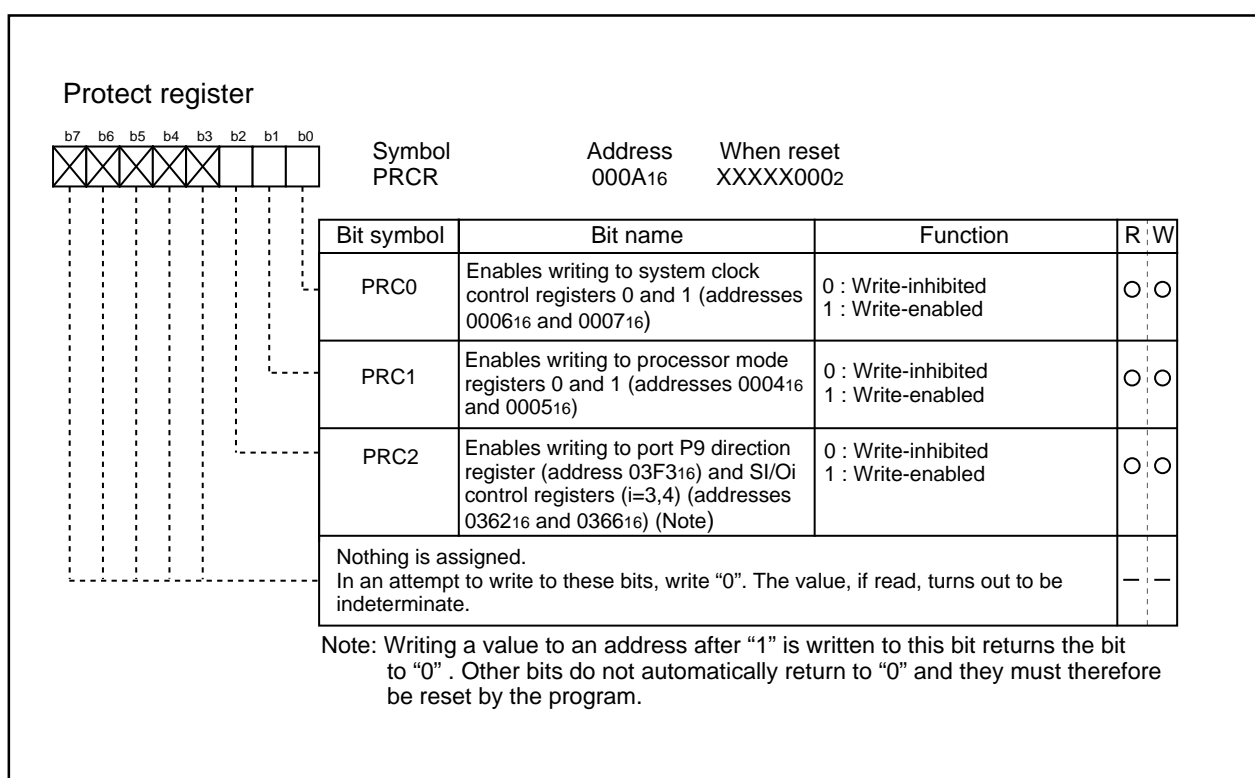 Protect register
b7 b6 b5 b4 b3 b2 b1 b0
Symbol Address When reset
PRCR 000A16 XXXXX0002
Bit symbol Bit name Function R W
PRC0
Enables writing to system clock
control registers 0 and 1 (addresses
000616 and 000716)
0 : Write-inhibited
1 : Write-enabled
PRC1
Enables writing to processor mode
registers 0 and 1 (addresses 000416
and 000516)
0 : Write-inhibited
1 : Write-enabled
PRC2
Enables writing to port P9 direction
register (address 03F316) and SI/Oi
control registers (i=3,4) (addresses
036216 and 036616) (Note)
0 : Write-inhibited
1 : Write-enabled
Nothing is assigned.
In an attempt to write to these bits, write “0”. The value, if read, turns out to be
indeterminate.
Note: Writing a value to an address after “1” is written to this bit returns the bit
to “0” . Other bits do not automatically return to “0” and they must therefore
be reset by the program.